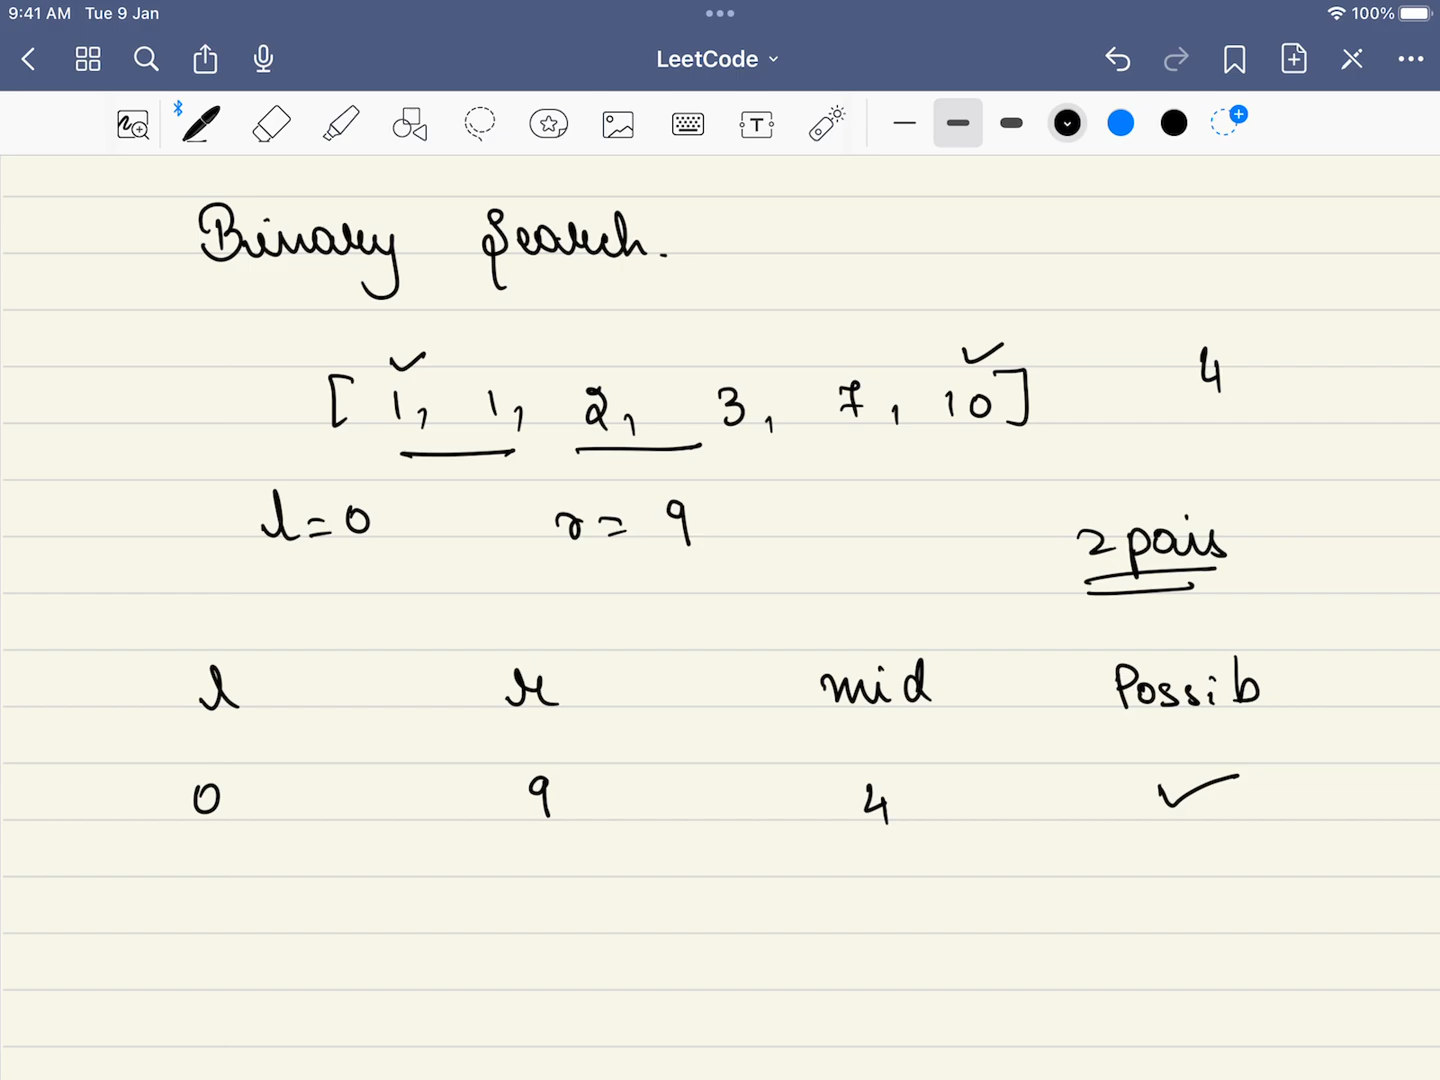 9:41 AM Tue 9 Jan 100%
LeetCode
T
Binary Search.
[ 1, 1, 2, 3, 7, 10 ] 4
l = 0 r = 9
2 pais
l r mid Possib
0 9 4 ✓